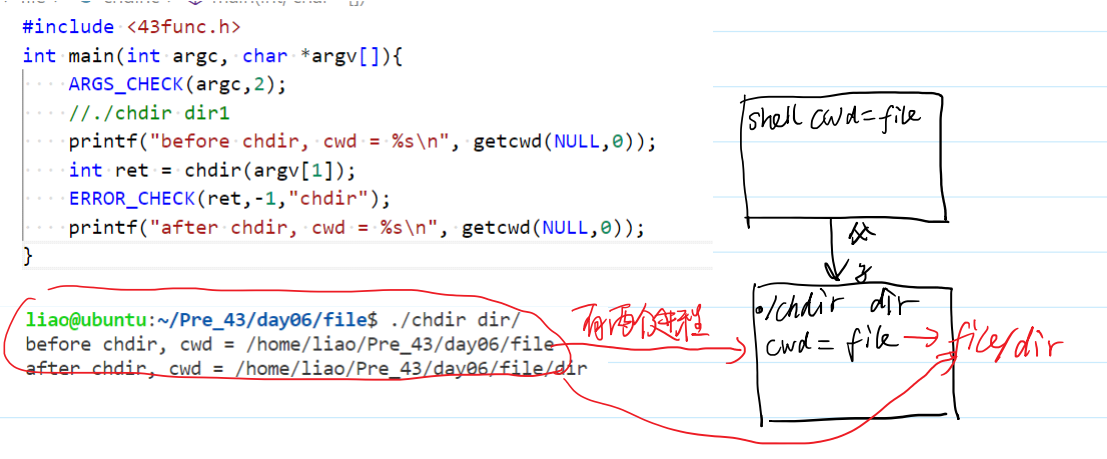 #include <43func.h>
int main(int argc, char *argv[]){
ARGS_CHECK(argc,2);
//./chdir dir1
printf("before chdir, cwd = %s\n", getcwd(NULL,0));
int ret = chdir(argv[1]);
ERROR_CHECK(ret,-1,"chdir");
printf("after chdir, cwd = %s\n", getcwd(NULL,0));
}
liao@ubuntu:~/Pre_43/day06/file$ ./chdir dir/
before chdir, cwd = /home/liao/Pre_43/day06/file
after chdir, cwd = /home/liao/Pre_43/day06/file/dir
有两个进程
shell cwd=file
父
子
./chdir dir
cwd = file → file/dir